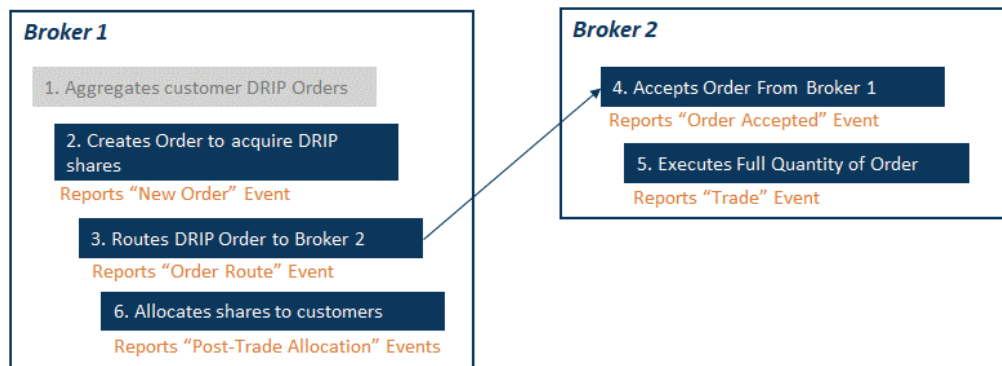 Broker 1
1. Aggregates customer DRIP Orders
2. Creates Order to acquire DRIP
shares
Reports “New Order” Event
3. Routes DRIP Order to Broker 2
Reports “Order Route” Event
6. Allocates shares to customers
Reports “Post-Trade Allocation” Events
Broker 2
4. Accepts Order From Broker 1
Reports “Order Accepted” Event
5. Executes Full Quantity of Order
Reports “Trade” Event